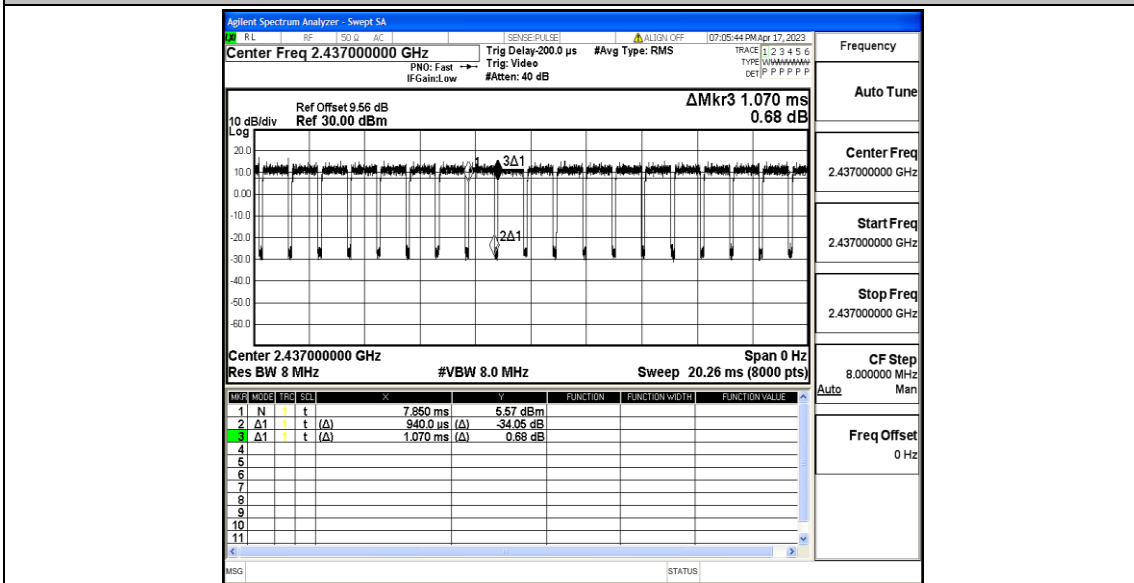 Agilent Spectrum Analyzer - Swept SA
RL RF 50 Ω AC SENSE:PULSE ALIGN OFF 07:05:44 PM Apr 17, 2023
Center Freq 2.437000000 GHz
PNO: Fast
IFGain:Low
Trig Delay-200.0 µs
Trig: Video
#Atten: 40 dB
#Avg Type: RMS
TRACE 1 2 3 4 5 6
TYPE
DET P P P P P P
ΔMkr3 1.070 ms
0.68 dB
Ref Offset 9.56 dB
10 dB/div Ref 30.00 dBm
Log
20.0
10.0
0.00
-10.0
-20.0
-30.0
-40.0
-50.0
-60.0
1
3Δ1
2Δ1
Center 2.437000000 GHz Span 0 Hz
Res BW 8 MHz #VBW 8.0 MHz Sweep 20.26 ms (8000 pts)
MKR MODE TRC SCL X Y FUNCTION FUNCTION WIDTH FUNCTION VALUE
1 N 1 t 7.850 ms 5.57 dBm
2 Δ1 1 t (Δ) 940.0 µs (Δ) -34.05 dB
3 Δ1 1 t (Δ) 1.070 ms (Δ) 0.68 dB
4
5
6
7
8
9
10
11
MSG STATUS
Frequency
Auto Tune
Center Freq
2.437000000 GHz
Start Freq
2.437000000 GHz
Stop Freq
2.437000000 GHz
CF Step
8.000000 MHz
Auto Man
Freq Offset
0 Hz